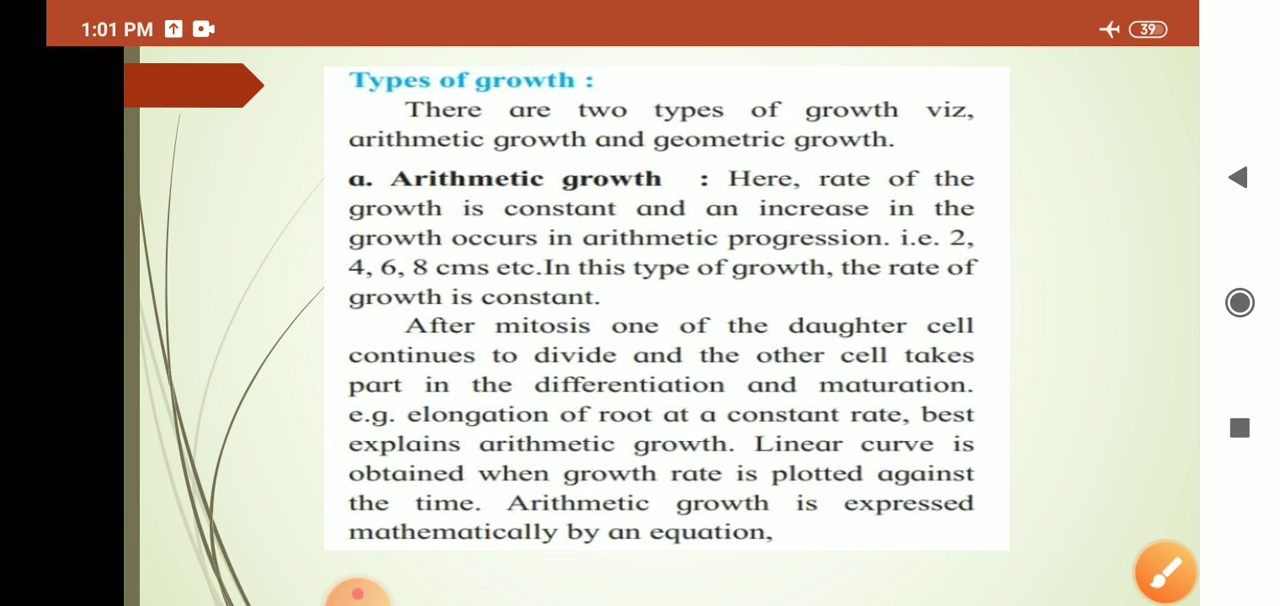 1:01 PM
39
Types of growth :
There are two types of growth viz,
arithmetic growth and geometric growth.
a. Arithmetic growth : Here, rate of the
growth is constant and an increase in the
growth occurs in arithmetic progression. i.e. 2,
4, 6, 8 cms etc.In this type of growth, the rate of
growth is constant.
After mitosis one of the daughter cell
continues to divide and the other cell takes
part in the differentiation and maturation.
e.g. elongation of root at a constant rate, best
explains arithmetic growth. Linear curve is
obtained when growth rate is plotted against
the time. Arithmetic growth is expressed
mathematically by an equation,